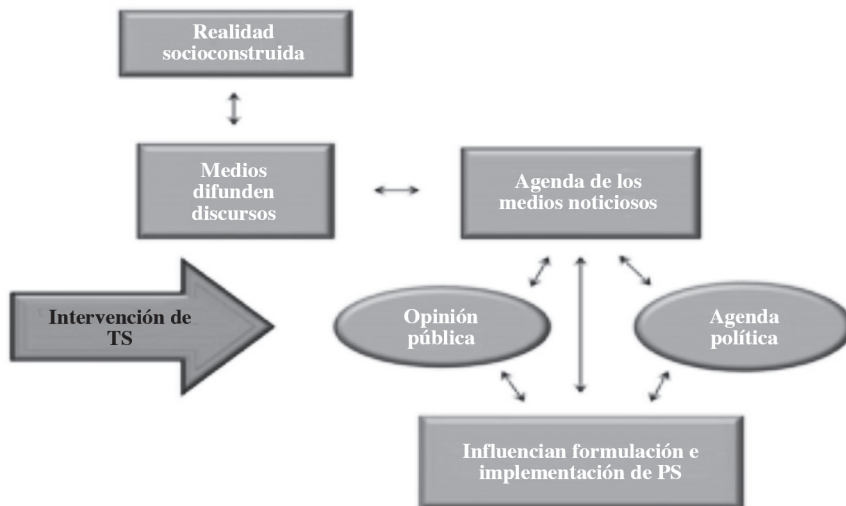 Realidad
socioconstruida
Medios
difunden
discursos
Agenda de los
medios noticiosos
Intervención de
TS
Opinión
pública
Agenda
política
Influencian formulación e
implementación de PS